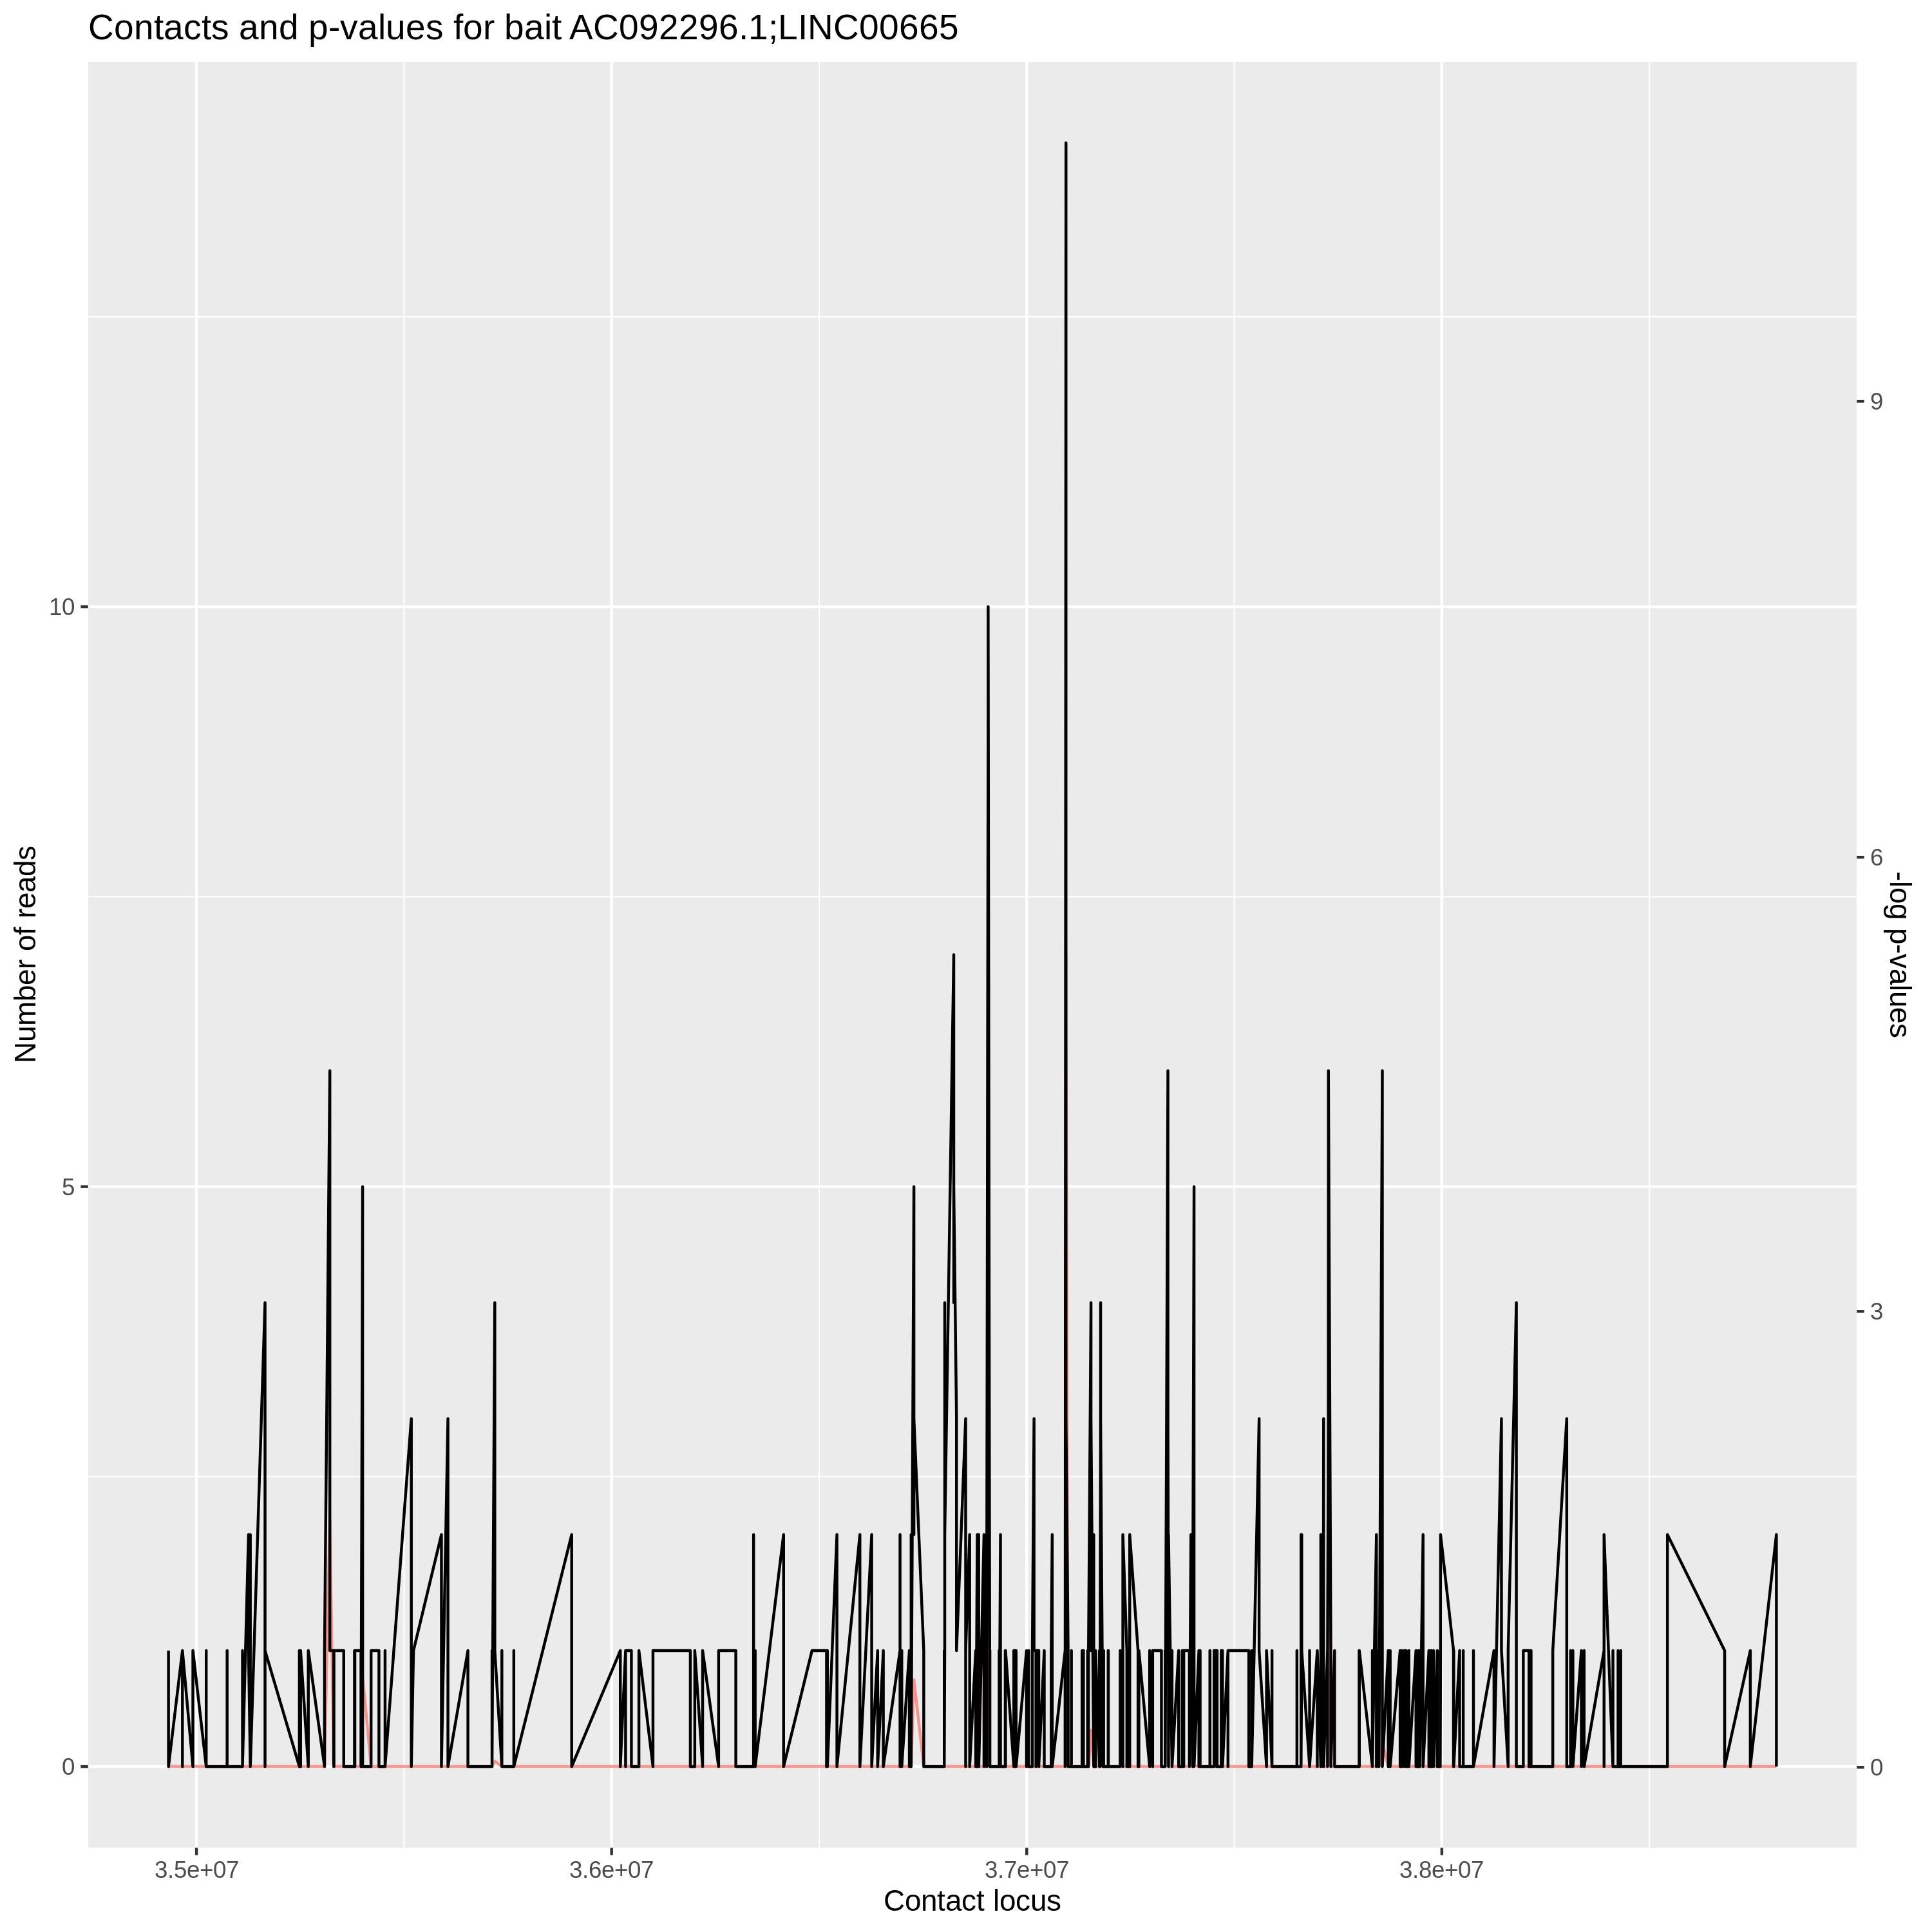 Contacts and p-values for bait AC092296.1;LINC00665
Number of reads
10
5
0
9
6
3
0
-log p-values
3.5e+07
3.6e+07
3.7e+07
3.8e+07
Contact locus